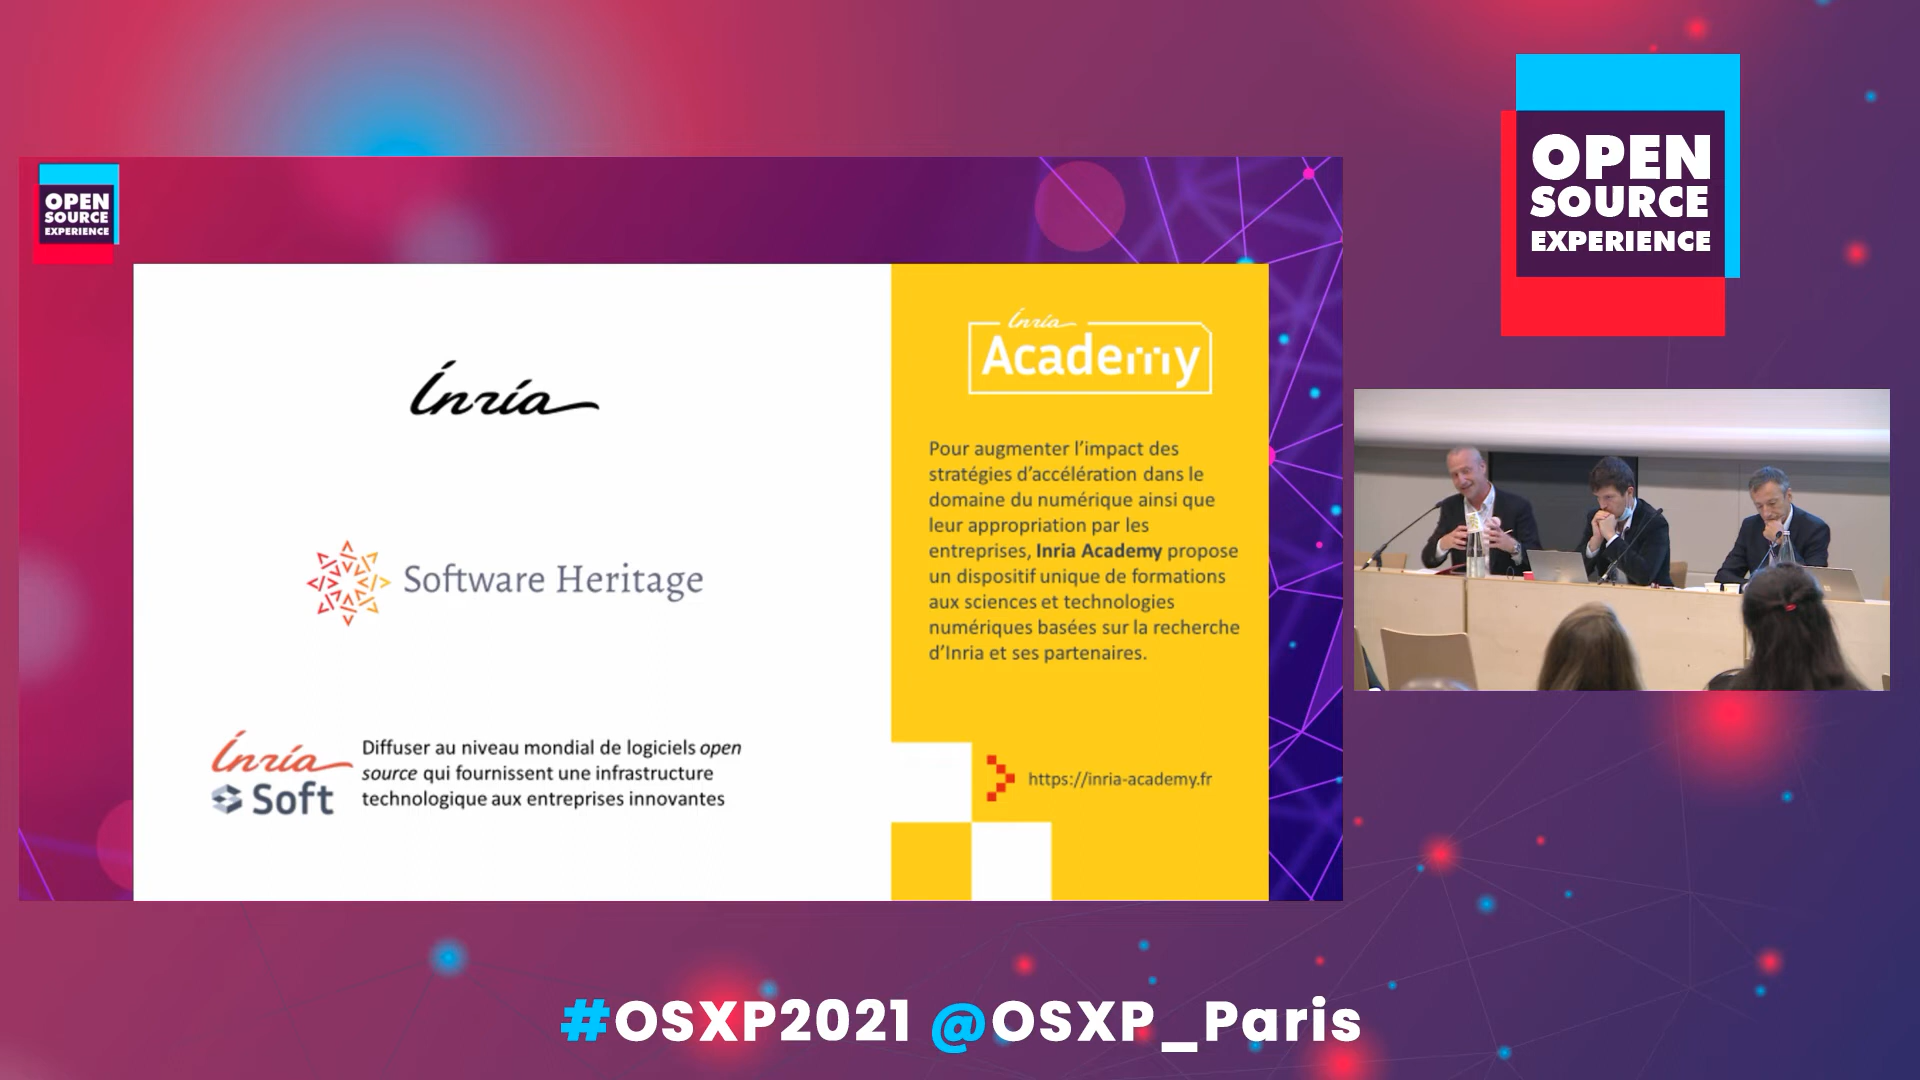 OPEN
SOURCE
EXPERIENCE
OPEN
SOURCE
EXPERIENCE
Inria
Software Heritage
Inria
Soft
Diffuser au niveau mondial de logiciels open
source qui fournissent une infrastructure
technologique aux entreprises innovantes
Inria
Academy
Pour augmenter l'impact des
stratégies d'accélération dans le
domaine du numérique ainsi que
leur appropriation par les
entreprises, Inria Academy propose
un dispositif unique de formations
aux sciences et technologies
numériques basées sur la recherche
d'Inria et ses partenaires.
https://inria-academy.fr
#OSXP2021 @OSXP_Paris